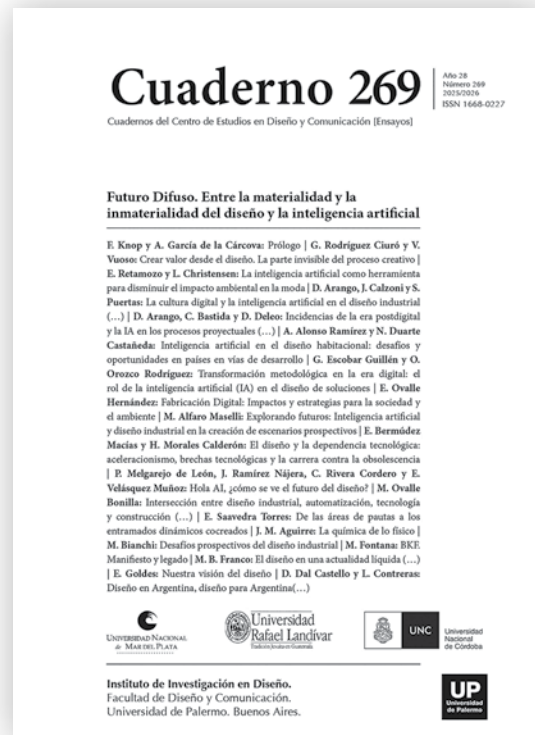 Cuaderno 269
Año 28
Número 269
2025/2026
ISSN 1668-0227
Cuadernos del Centro de Estudios en Diseño y Comunicación [Ensayos]
Futuro Difuso. Entre la materialidad y la
inmaterialidad del diseño y la inteligencia artificial
F. Knop y A. García de la Cárcova: Prólogo | G. Rodríguez Ciuró y V.
Vuoso: Crear valor desde el diseño. La parte invisible del proceso creativo |
E. Retamozo y L. Christensen: La inteligencia artificial como herramienta
para disminuir el impacto ambiental en la moda | D. Arango, J. Calzoni y S.
Puertas: La cultura digital y la inteligencia artificial en el diseño industrial
(...) | D. Arango, C. Bastida y D. Deleo: Incidencias de la era postdigital
y la IA en los procesos proyectuales (...) | A. Alonso Ramírez y N. Duarte
Castañeda: Inteligencia artificial en el diseño habitacional: desafíos y
oportunidades en países en vías de desarrollo | G. Escobar Guillén y O.
Orozco Rodríguez: Transformación metodológica en la era digital: el
rol de la inteligencia artificial (IA) en el diseño de soluciones | E. Ovalle
Hernández: Fabricación Digital: Impactos y estrategias para la sociedad y
el ambiente | M. Alfaro Maselli: Explorando futuros: Inteligencia artificial
y diseño industrial en la creación de escenarios prospectivos | E. Bermúdez
Macías y H. Morales Calderón: El diseño y la dependencia tecnológica:
aceleracionismo, brechas tecnológicas y la carrera contra la obsolescencia
| P. Melgarejo de León, J. Ramírez Nájera, C. Rivera Cordero y E.
Velásquez Muñoz: Hola AI, ¿cómo se ve el futuro del diseño? | M. Ovalle
Bonilla: Intersección entre diseño industrial, automatización, tecnología
y construcción (...) | E. Saavedra Torres: De las áreas de pautas a los
entramados dinámicos cocreados | J. M. Aguirre: La química de lo físico |
M. Bianchi: Desafíos prospectivos del diseño industrial | M. Fontana: BKF.
Manifiesto y legado | M. B. Franco: El diseño en una actualidad líquida (...)
| E. Goldes: Nuestra visión del diseño | D. Dal Castello y L. Contreras:
Diseño en Argentina, diseño para Argentina(...)
UNIVERSIDAD NACIONAL
de MAR DEL PLATA
Universidad
Rafael Landívar
Tradición Jesuita en Guatemala
UNC
Universidad
Nacional
de Córdoba
Instituto de Investigación en Diseño.
Facultad de Diseño y Comunicación.
Universidad de Palermo. Buenos Aires.
UP
Universidad
de Palermo